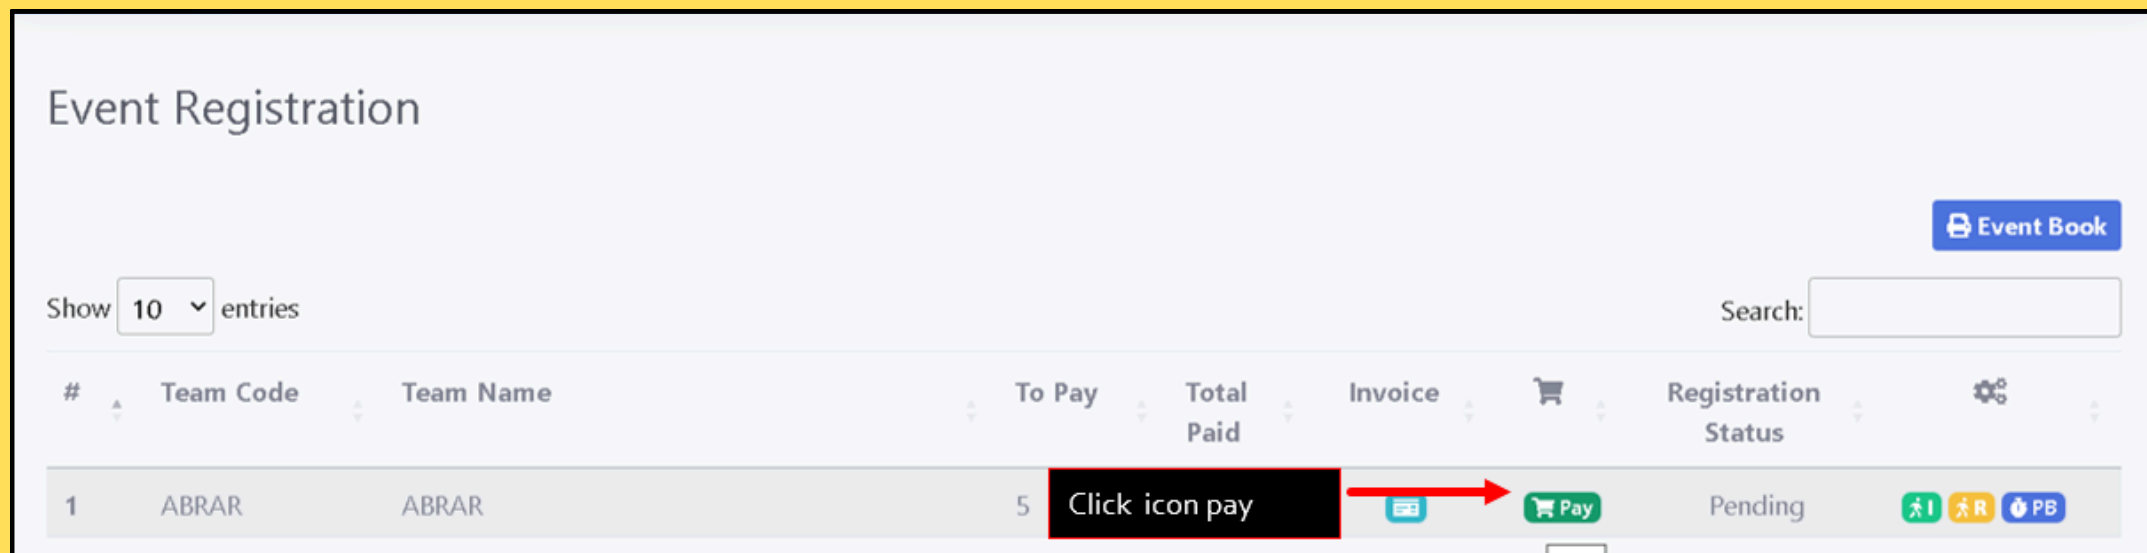 Event Registration
Event Book
Show 10 entries
Search:
# Team Code Team Name To Pay Total Paid Invoice Registration Status
1 ABRAR ABRAR 5 Click icon pay Pay Pending I R PB